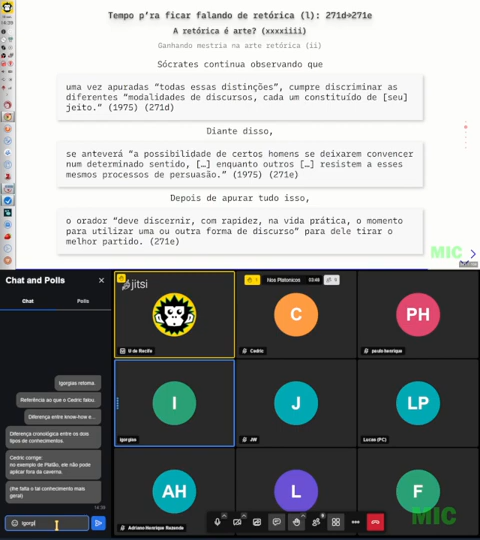 Tempo p'ra ficar falando de retórica (l): 271d→271e
A retórica é arte? (xxxxiiii)
Ganhando mestria na arte retórica (ii)
Sócrates continua observando que
uma vez apuradas “todas essas distinções”, cumpre discriminar as
diferentes “modalidades de discursos, cada um constituído de [seu]
jeito.” (1975) (271d)
Diante disso,
se anteverá “a possibilidade de certos homens se deixarem convencer
num determinado sentido, […] enquanto outros […] resistem a esses
mesmos processos de persuasão.” (1975) (271e)
Depois de apurar tudo isso,
o orador “deve discernir, com rapidez, na vida prática, o momento
para utilizar uma ou outra forma de discurso” para dele tirar o
melhor partido. (271e)
MIC
Chat and Polls
Chat
Polls
Igorgias retoma.
Referência ao que Cedric falou.
Diferença entre know-how e...
Diferença cronológica entre os dois
tipos de conhecimentos.
Cedric corrige:
no exemplo de Platão, ele não pode
aplicar fora da caverna.
(lhe falta o tal conhecimento mais
geral)
14:39
Igorgi
jitsi
Nos Platonicos
C
PH
U de Recife
Cedric
paulo henrique
I
J
LP
Igorgias
JW
Lucas (PC)
AH
L
F
Adriano Henrique Rezende
MIC